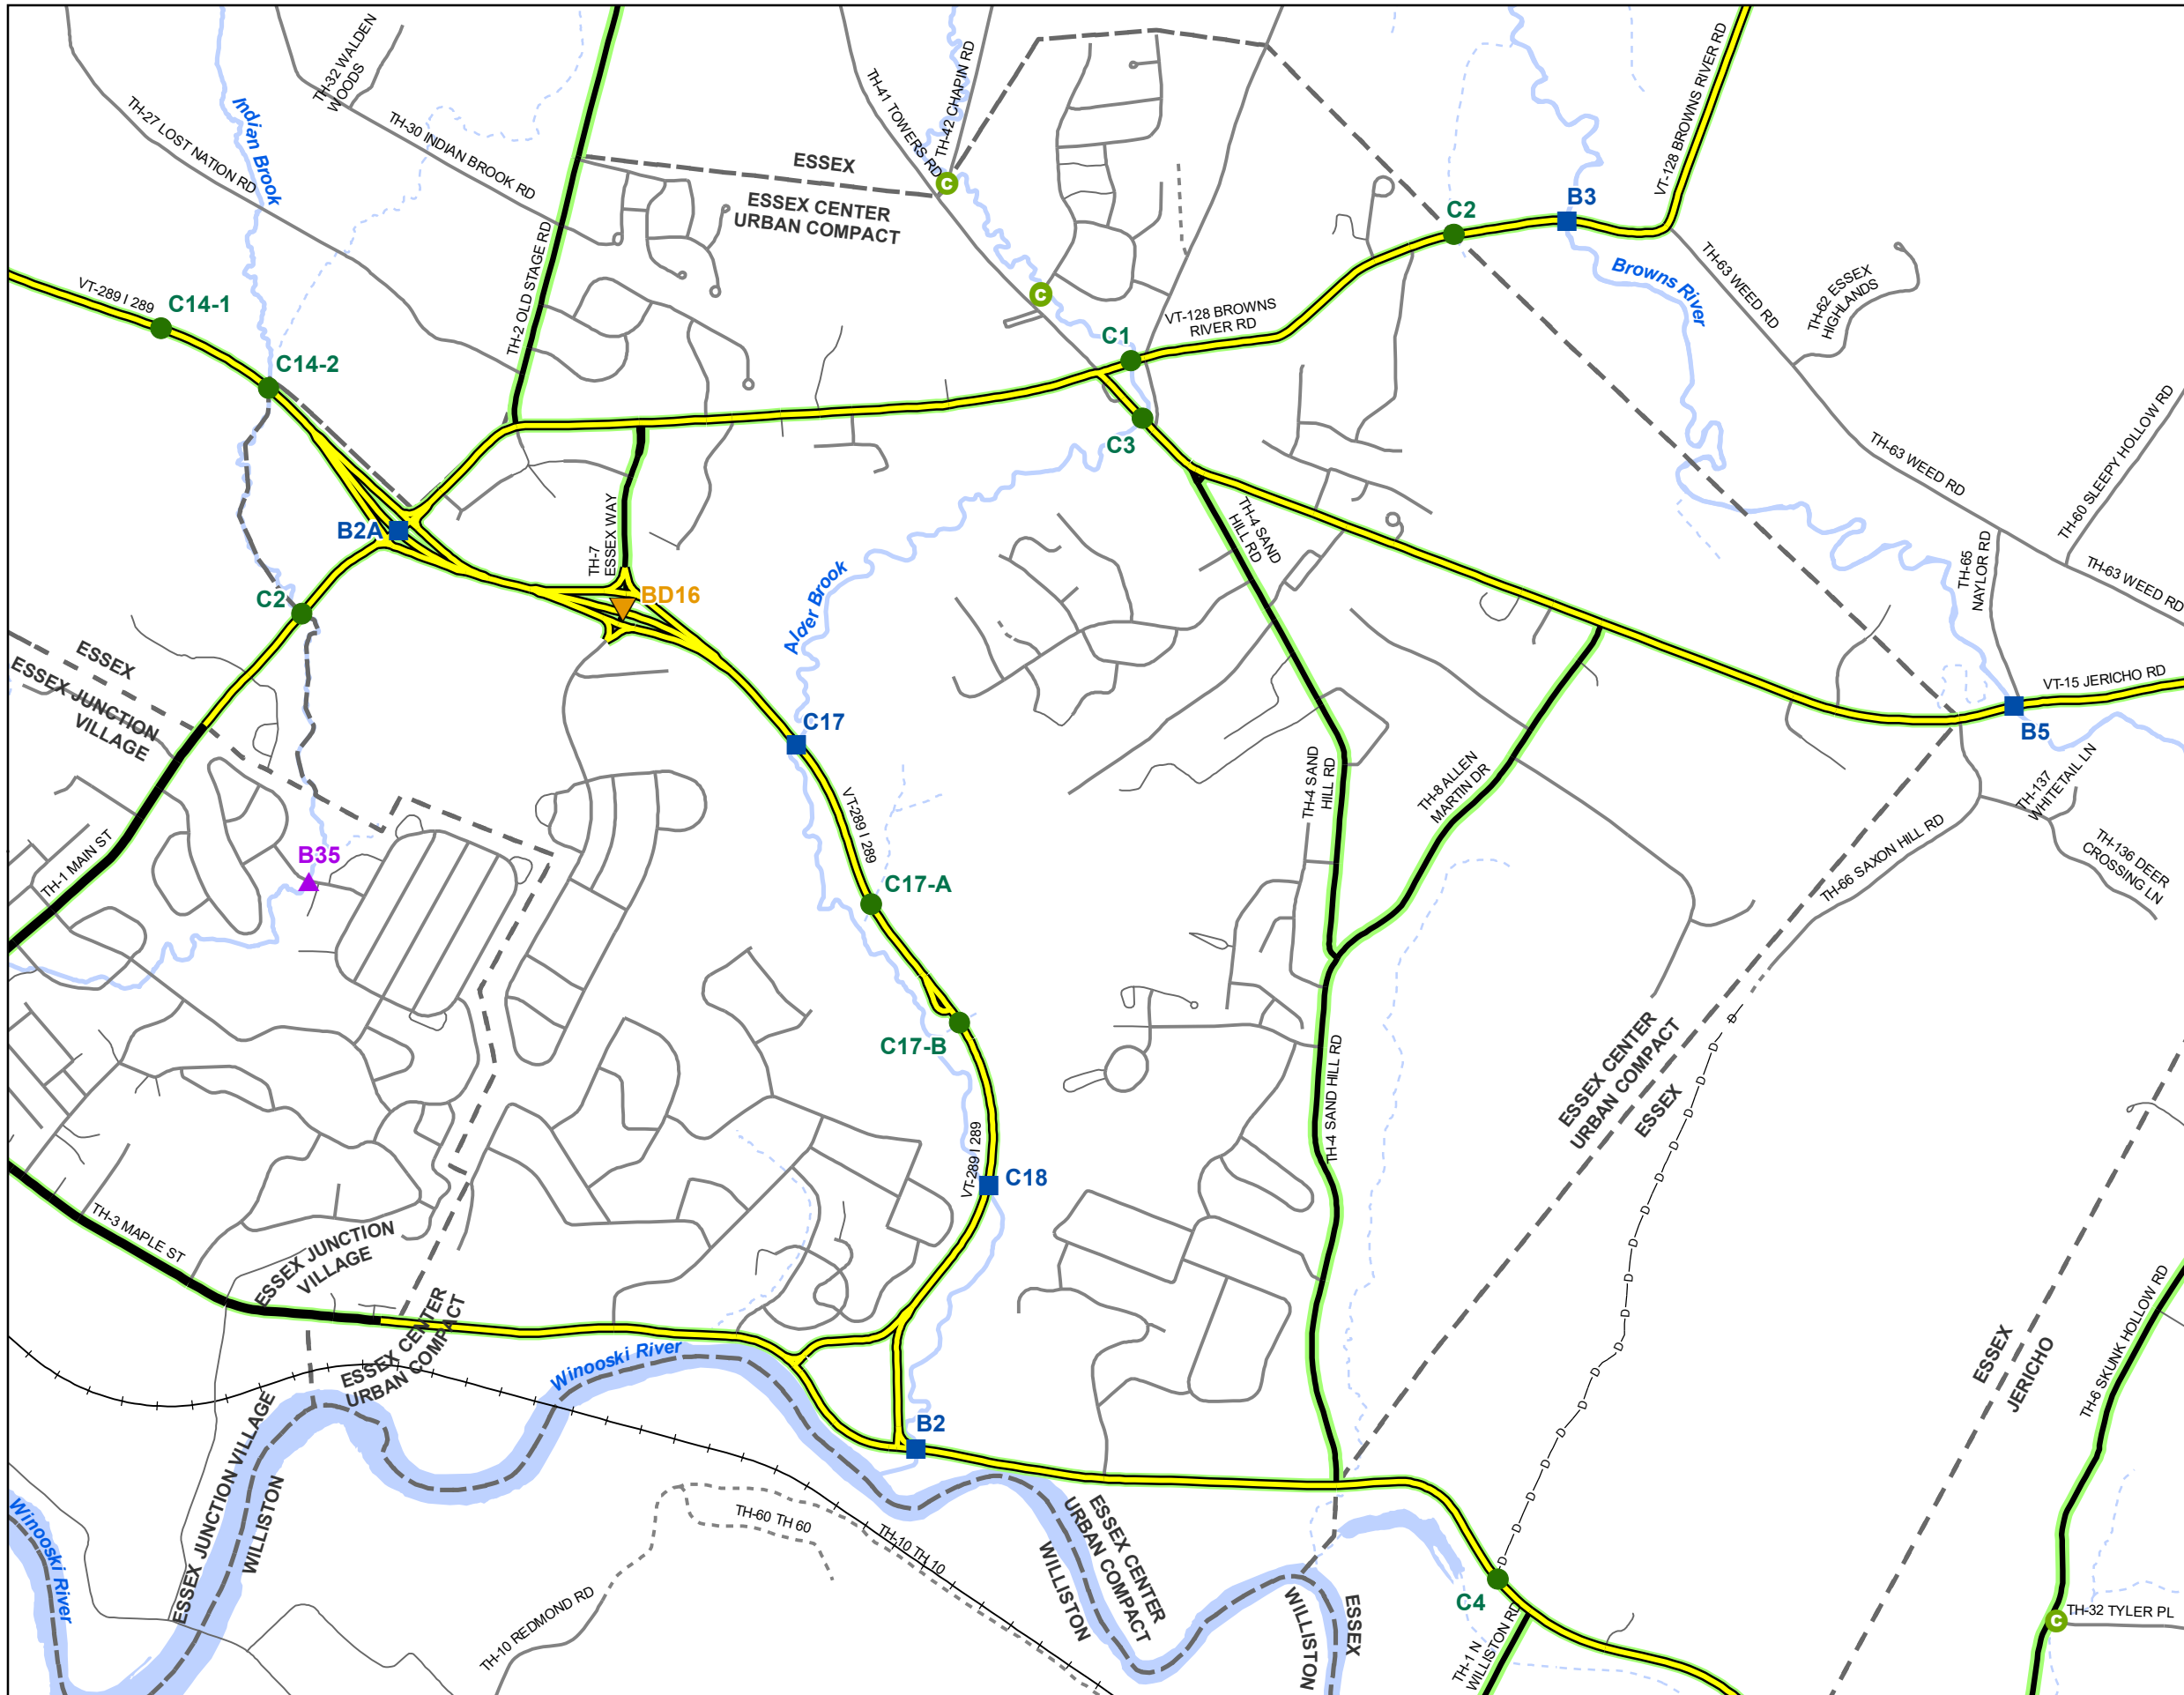 TH-32 WALDEN
WOODS
TH-27 LOST NATION RD
Indian Brook
TH-30 INDIAN BROOK RD
TH-41 TOWERS RD
TH-42 CHAPIN RD
C
ESSEX
ESSEX CENTER
URBAN COMPACT
VT-128 BROWNS RIVER RD
B3
C2
Browns River
TH-63 WEED RD
TH-62 ESSEX
HIGHLANDS
VT-289 I 289
C14-1
C14-2
TH-2 OLD STAGE RD
C
C1
VT-128 BROWNS
RIVER RD
C3
TH-63 WEED RD
TH-60 SLEEPY HOLLOW RD
B2A
TH-7
ESSEX WAY
TH-4 SAND
HILL RD
TH-65
NAYLOR RD
TH-63 WEED RD
C2
BD16
Alder Brook
ESSEX
ESSEX JUNCTION
VILLAGE
VT-15 JERICHO RD
B5
C17
VT-289 I 289
TH-4 SAND
HILL RD
TH-8 ALLEN
MARTIN DR
TH-137
WHITETAIL LN
TH-136 DEER
CROSSING LN
TH-66 SAXON HILL RD
TH-1 MAIN ST
B35
C17-A
C17-B
TH-4 SAND HILL RD
ESSEX CENTER
URBAN COMPACT
ESSEX
D D D D D D D D D D D D D D D D D D D
VT-289 I 289
C18
TH-3 MAPLE ST
ESSEX JUNCTION
VILLAGE
ESSEX CENTER
URBAN COMPACT
Winooski River
ESSEX
JERICHO
TH-6 SKUNK HOLLOW RD
B2
ESSEX JUNCTION VILLAGE
WILLISTON
Winooski River
TH-60 TH 60
TH-10 TH 10
TH-10 REDMOND RD
ESSEX CENTER
URBAN COMPACT
WILLISTON
WILLISTON
ESSEX
C4
TH-1 N
WILLISTON RD
C
TH-32 TYLER PL